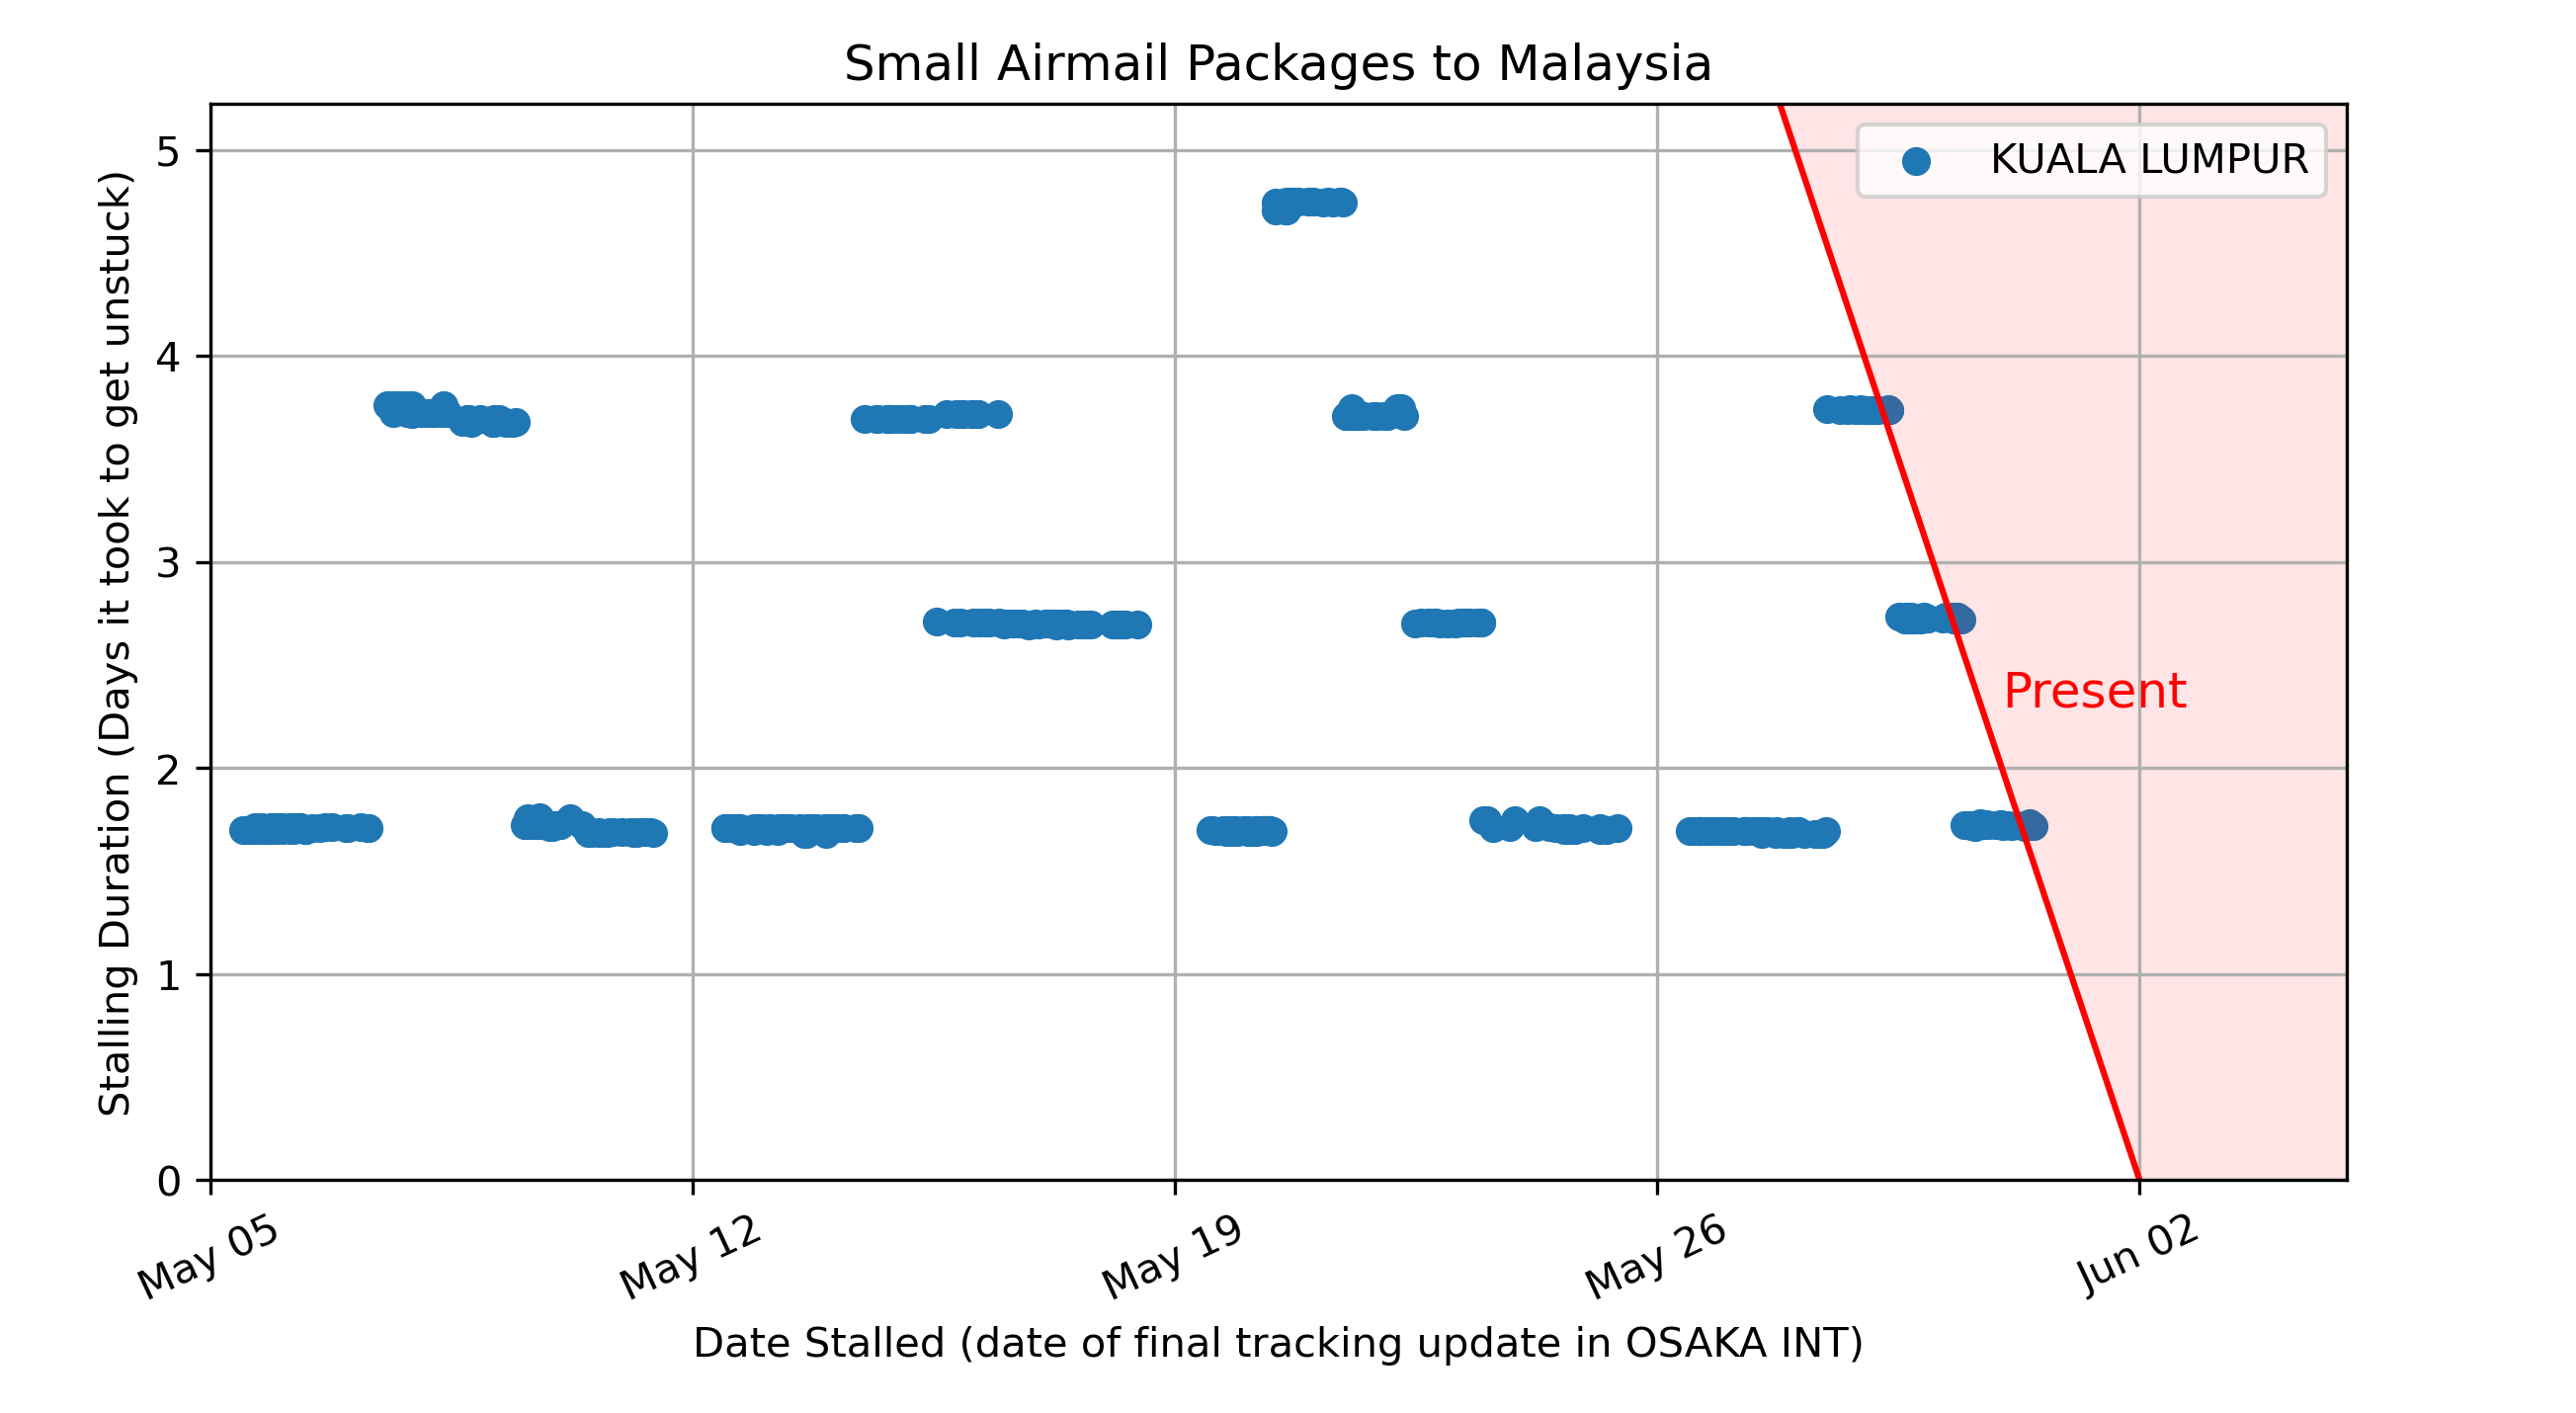 Small Airmail Packages to Malaysia
Stalling Duration (Days it took to get unstuck)
5
4
3
2
1
0
KUALA LUMPUR
Present
May 05
May 12
May 19
May 26
Jun 02
Date Stalled (date of final tracking update in OSAKA INT)